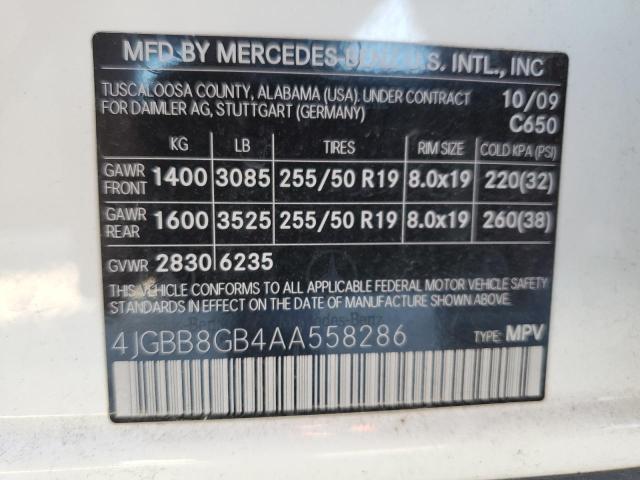 MFD BY MERCEDES-BENZ U.S. INTL., INC
TUSCALOOSA COUNTY, ALABAMA (USA). UNDER CONTRACT 10/09
FOR DAIMLER AG, STUTTGART (GERMANY) C650
KG LB TIRES RIM SIZE COLD KPA (PSI)
GAWR FRONT 1400 3085 255/50 R19 8.0x19 220(32)
GAWR REAR 1600 3525 255/50 R19 8.0x19 260(38)
GVWR 2830 6235
THIS VEHICLE CONFORMS TO ALL APPLICABLE FEDERAL MOTOR VEHICLE SAFETY
STANDARDS IN EFFECT ON THE DATE OF MANUFACTURE SHOWN ABOVE.
Mercedes-Benz
4JGBB8GB4AA558286 TYPE: MPV